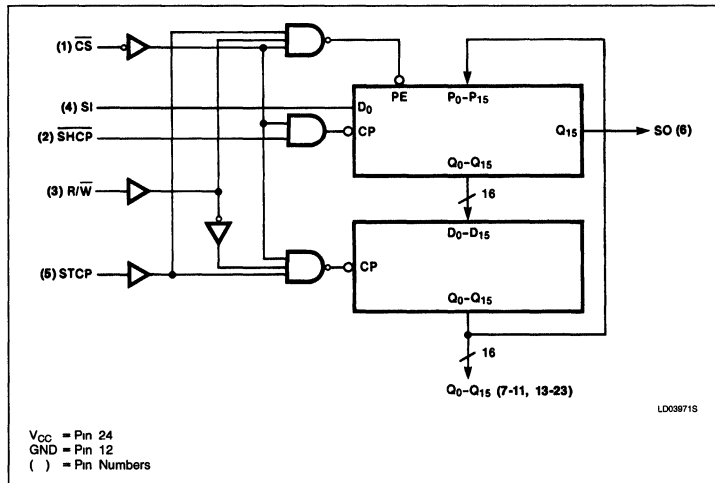 (1) C̅S̅
(4) SI
(2) S̅H̅C̅P̅
(3) R/W̅
(5) STCP
PE
P0–P15
D0
CP
Q15
SO (6)
Q0–Q15
16
D0–D15
CP
Q0–Q15
16
Q0–Q15 (7-11, 13-23)
LD03971S
VCC = Pin 24
GND = Pin 12
( ) = Pin Numbers